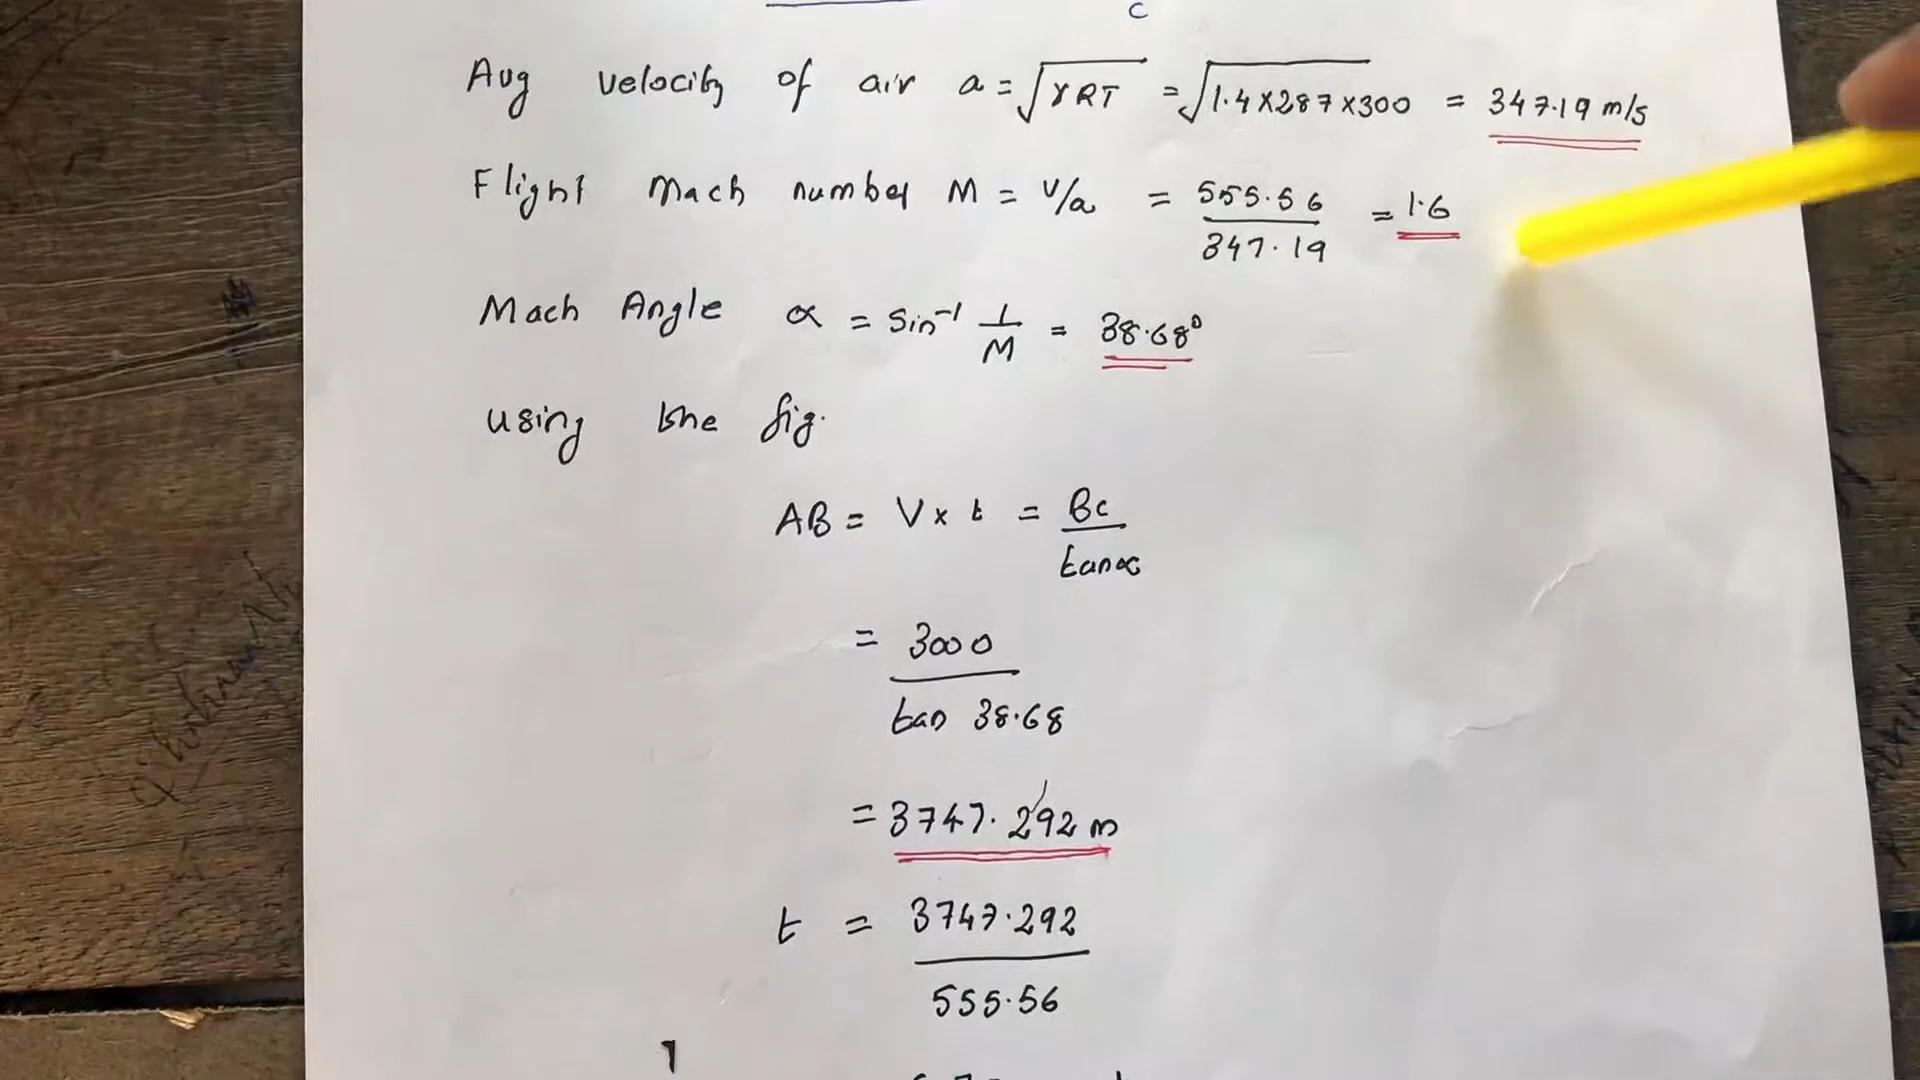 C
Avg velocity of air a = √γRT = √1.4×287×300 = 347.19 m/s
Flight Mach number M = V/a = 555.56 / 347.19 = 1.6
Mach Angle α = Sin⁻¹ 1/M = 38.68°
using the fig.
AB = V × t = BC / tanα
= 3000 / tan 38.68
= 3747.292 m
t = 3747.292 / 555.56